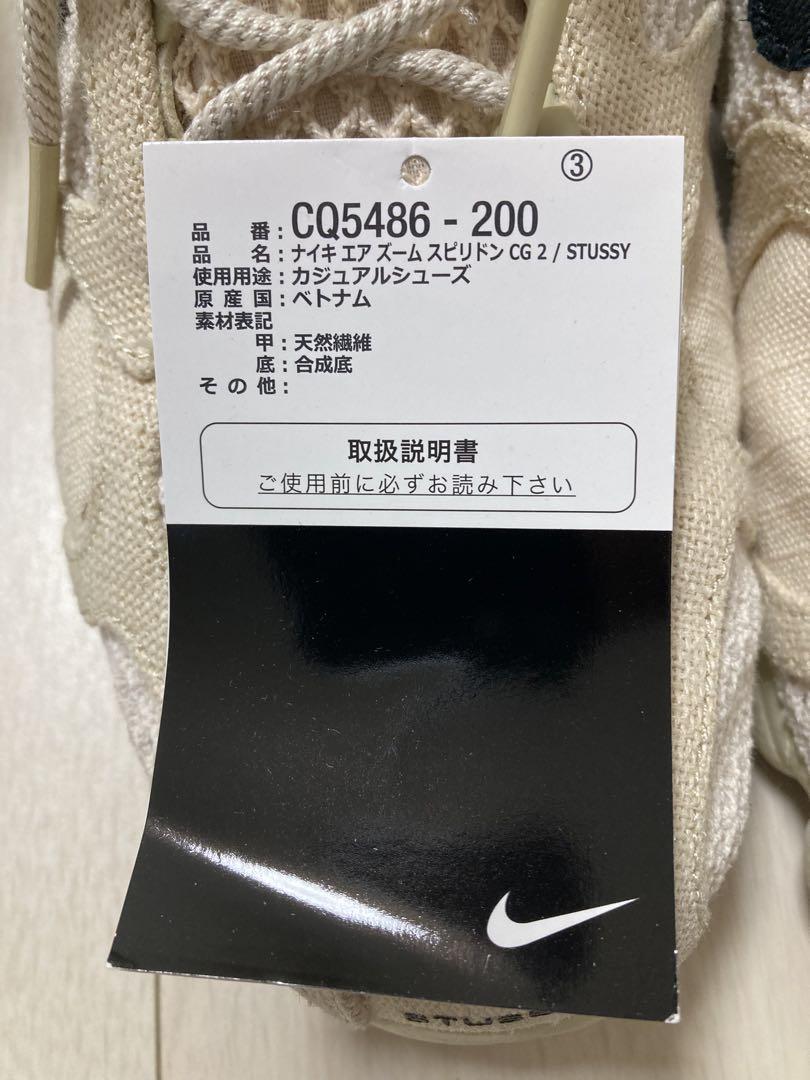 ③
品 番 : CQ5486 - 200
品 名 : ナイキ エア ズーム スピリドン CG 2 / STUSSY
使用用途 : カジュアルシューズ
原 産 国 : ベトナム
素材表記
甲 : 天然繊維
底 : 合成底
そ の 他 :
取扱説明書
ご使用前に必ずお読み下さい